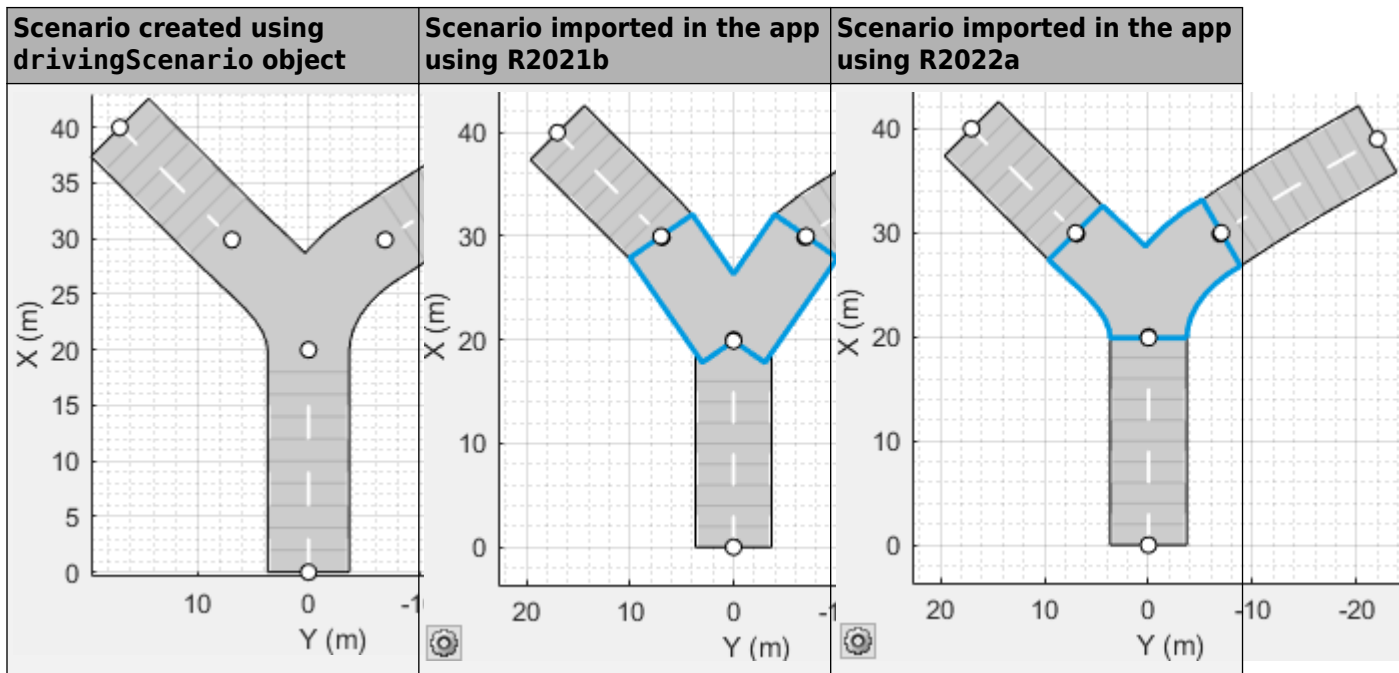 Scenario created using
drivingScenario object
Scenario imported in the app
using R2021b
Scenario imported in the app
using R2022a
40
35
30
25
20
15
10
5
0
X (m)
10 0 -1
Y (m)
40
30
20
10
0
X (m)
20 10 0 -1
Y (m)
40
30
20
10
0
X (m)
20 10 0 -10 -20
Y (m)